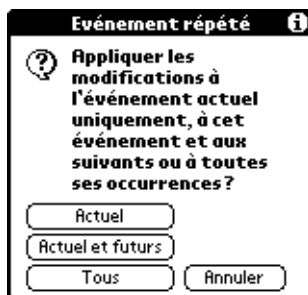 Evénement répété
Appliquer les
modifications à
l'événement actuel
uniquement, à cet
événement et aux
suivants ou à toutes
ses occurrences?
Actuel
Actuel et futurs
Tous
Annuler